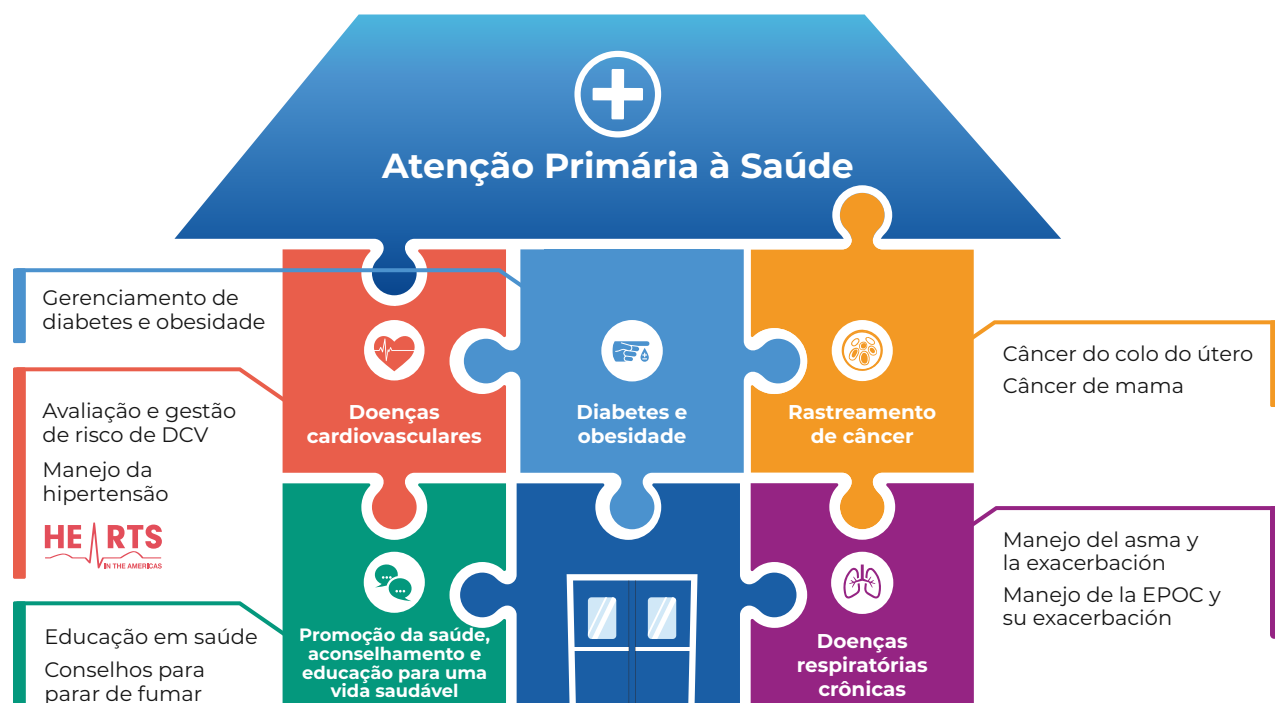 Atenção Primária à Saúde
Gerenciamento de
diabetes e obesidade
Avaliação e gestão
de risco de DCV
Manejo da
hipertensão
HEARTS
IN THE AMERICAS
Educação em saúde
Conselhos para
parar de fumar
Doenças
cardiovasculares
Diabetes e
obesidade
Rastreamento
de câncer
Promoção da saúde,
aconselhamento e
educação para uma
vida saudável
Doenças
respiratórias
crônicas
Câncer do colo do útero
Câncer de mama
Manejo del asma y
la exacerbación
Manejo de la EPOC y
su exacerbación